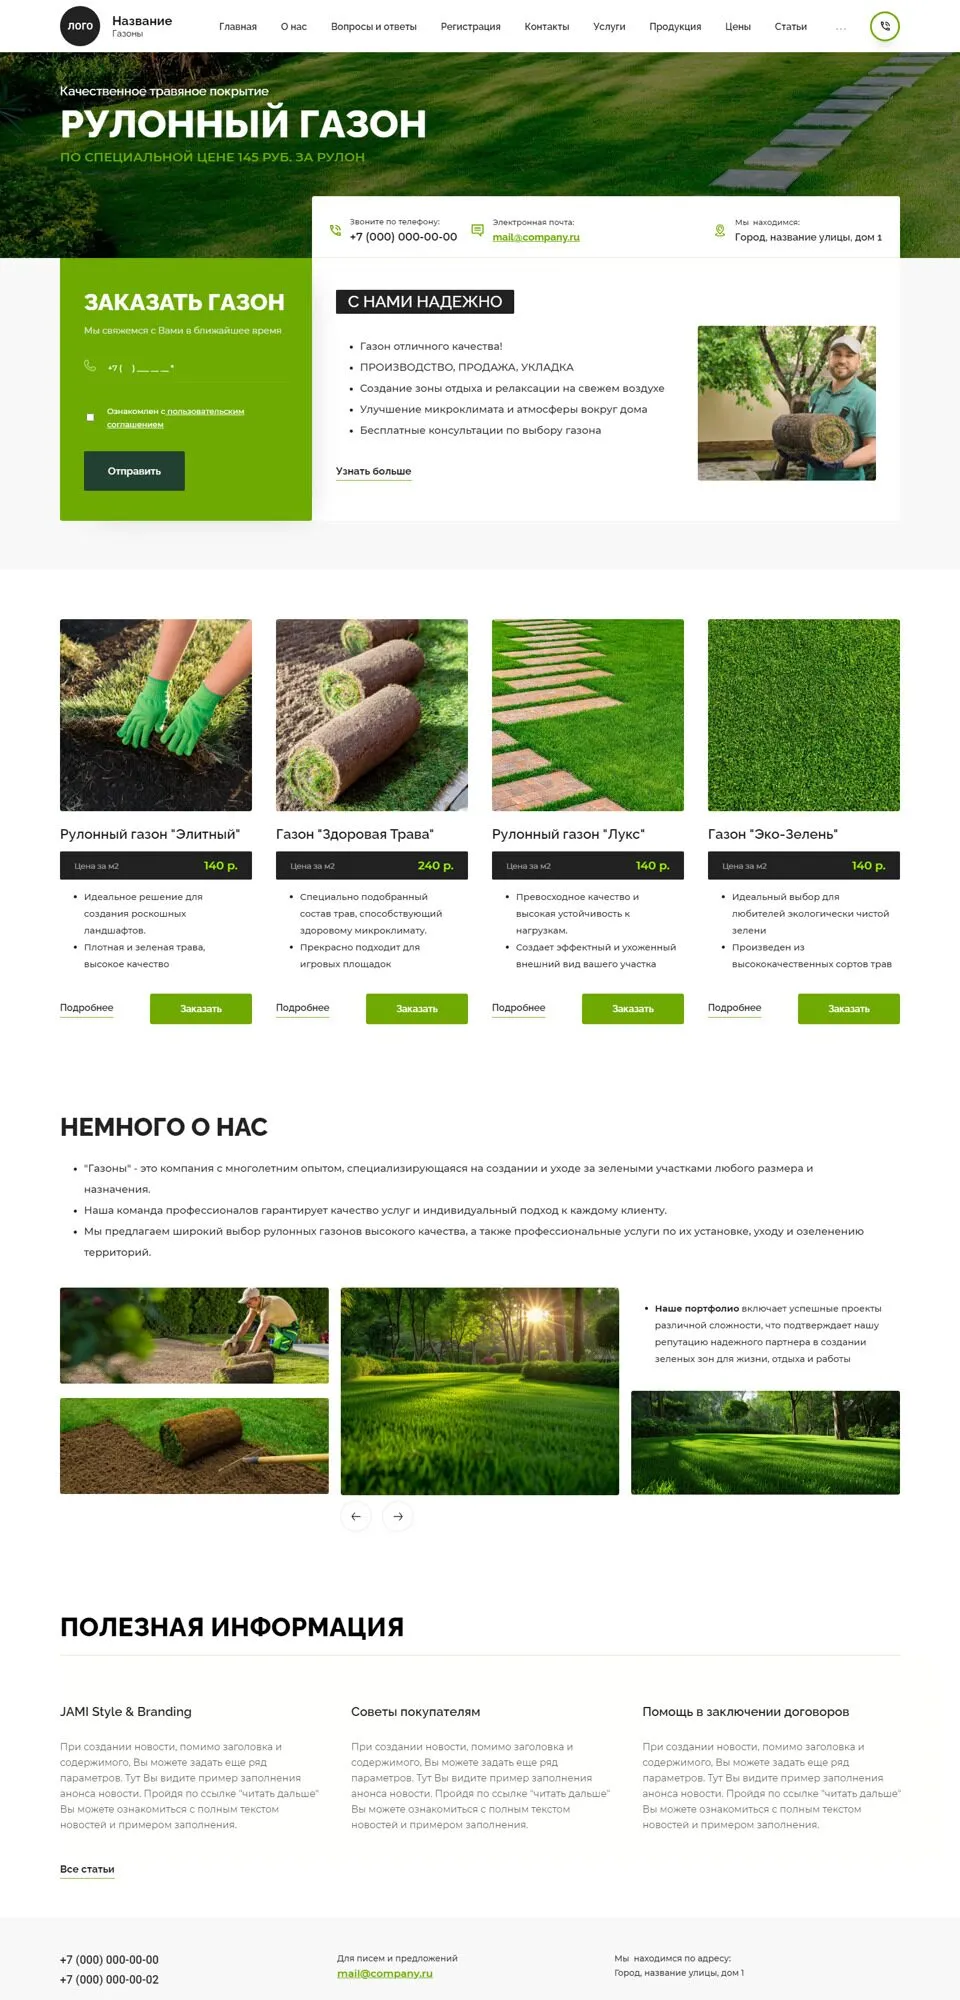 ЛОГО
Название
Газоны
Главная
О нас
Вопросы и ответы
Регистрация
Контакты
Услуги
Продукция
Цены
Статьи
...
Качественное травяное покрытие
РУЛОННЫЙ ГАЗОН
ПО СПЕЦИАЛЬНОЙ ЦЕНЕ 145 РУБ. ЗА РУЛОН
Звоните по телефону:
+7 (000) 000-00-00
Электронная почта:
mail@company.ru
Мы находимся:
Город, название улицы, дом 1
ЗАКАЗАТЬ ГАЗОН
Мы свяжемся с Вами в ближайшее время
+7 ( ) ___ __ __ *
Ознакомлен с пользовательским
соглашением
Отправить
С НАМИ НАДЕЖНО
Газон отличного качества!
ПРОИЗВОДСТВО, ПРОДАЖА, УКЛАДКА
Создание зоны отдыха и релаксации на свежем воздухе
Улучшение микроклимата и атмосферы вокруг дома
Бесплатные консультации по выбору газона
Узнать больше
Рулонный газон "Элитный"
Цена за м2
140 р.
Идеальное решение для
создания роскошных
ландшафтов.
Плотная и зеленая трава,
высокое качество
Подробнее
Заказать
Газон "Здоровая Трава"
Цена за м2
240 р.
Специально подобранный
состав трав, способствующий
здоровому микроклимату.
Прекрасно подходит для
игровых площадок
Подробнее
Заказать
Рулонный газон "Лукс"
Цена за м2
140 р.
Превосходное качество и
высокая устойчивость к
нагрузкам.
Создает эффектный и ухоженный
внешний вид вашего участка
Подробнее
Заказать
Газон "Эко-Зелень"
Цена за м2
140 р.
Идеальный выбор для
любителей экологически чистой
зелени
Произведен из
высококачественных сортов трав
Подробнее
Заказать
НЕМНОГО О НАС
"Газоны" - это компания с многолетним опытом, специализирующаяся на создании и уходе за зелеными участками любого размера и
назначения.
Наша команда профессионалов гарантирует качество услуг и индивидуальный подход к каждому клиенту.
Мы предлагаем широкий выбор рулонных газонов высокого качества, а также профессиональные услуги по их установке, уходу и озеленению
территорий.
Наше портфолио включает успешные проекты
различной сложности, что подтверждает нашу
репутацию надежного партнера в создании
зеленых зон для жизни, отдыха и работы
ПОЛЕЗНАЯ ИНФОРМАЦИЯ
JAMI Style & Branding
При создании новости, помимо заголовка и
содержимого, Вы можете задать еще ряд
параметров. Тут Вы видите пример заполнения
анонса новости. Пройдя по ссылке "читать дальше"
Вы можете ознакомиться с полным текстом
новостей и примером заполнения.
Советы покупателям
При создании новости, помимо заголовка и
содержимого, Вы можете задать еще ряд
параметров. Тут Вы видите пример заполнения
анонса новости. Пройдя по ссылке "читать дальше"
Вы можете ознакомиться с полным текстом
новостей и примером заполнения.
Помощь в заключении договоров
При создании новости, помимо заголовка и
содержимого, Вы можете задать еще ряд
параметров. Тут Вы видите пример заполнения
анонса новости. Пройдя по ссылке "читать дальше"
Вы можете ознакомиться с полным текстом
новостей и примером заполнения.
Все статьи
+7 (000) 000-00-00
+7 (000) 000-00-02
Для писем и предложений
mail@company.ru
Мы находимся по адресу:
Город, название улицы, дом 1